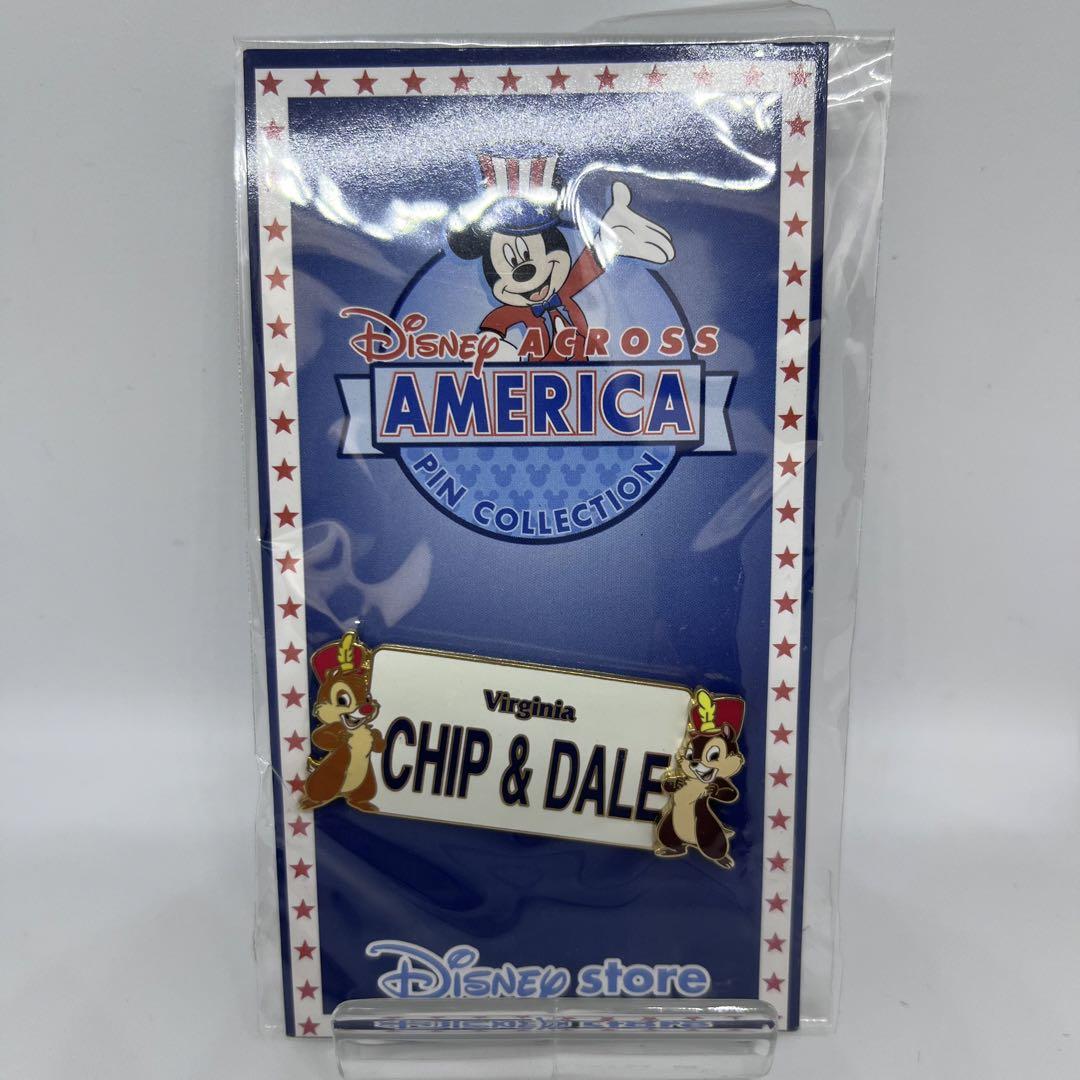 Disney ACROSS
AMERICA
PIN COLLECTION
Virginia
CHIP & DALE
Disney store